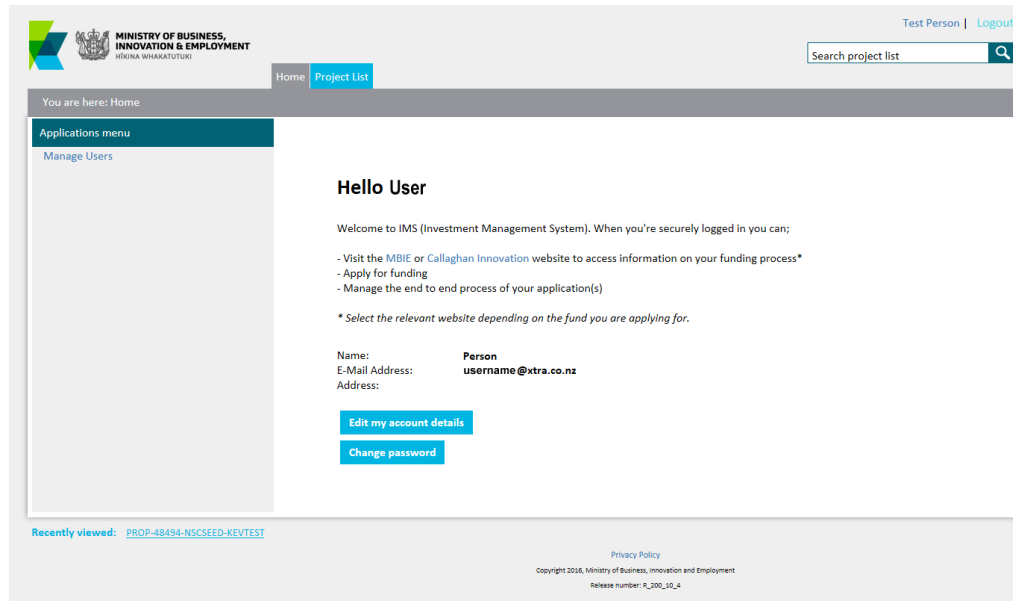 Test Person | Logout
MINISTRY OF BUSINESS,
INNOVATION & EMPLOYMENT
HĪKINA WHAKATUTUKI
Search project list
Home Project List
You are here: Home
Applications menu
Manage Users
Hello User
Welcome to IMS (Investment Management System). When you're securely logged in you can;
- Visit the MBIE or Callaghan Innovation website to access information on your funding process*
- Apply for funding
- Manage the end to end process of your application(s)
* Select the relevant website depending on the fund you are applying for.
Name: Person
E-Mail Address: username@xtra.co.nz
Address:
Edit my account details
Change password
Recently viewed: PROP-48494-NSCSEED-KEVTEST
Privacy Policy
Copyright 2016, Ministry of Business, Innovation and Employment
Release number: R_200_10_4